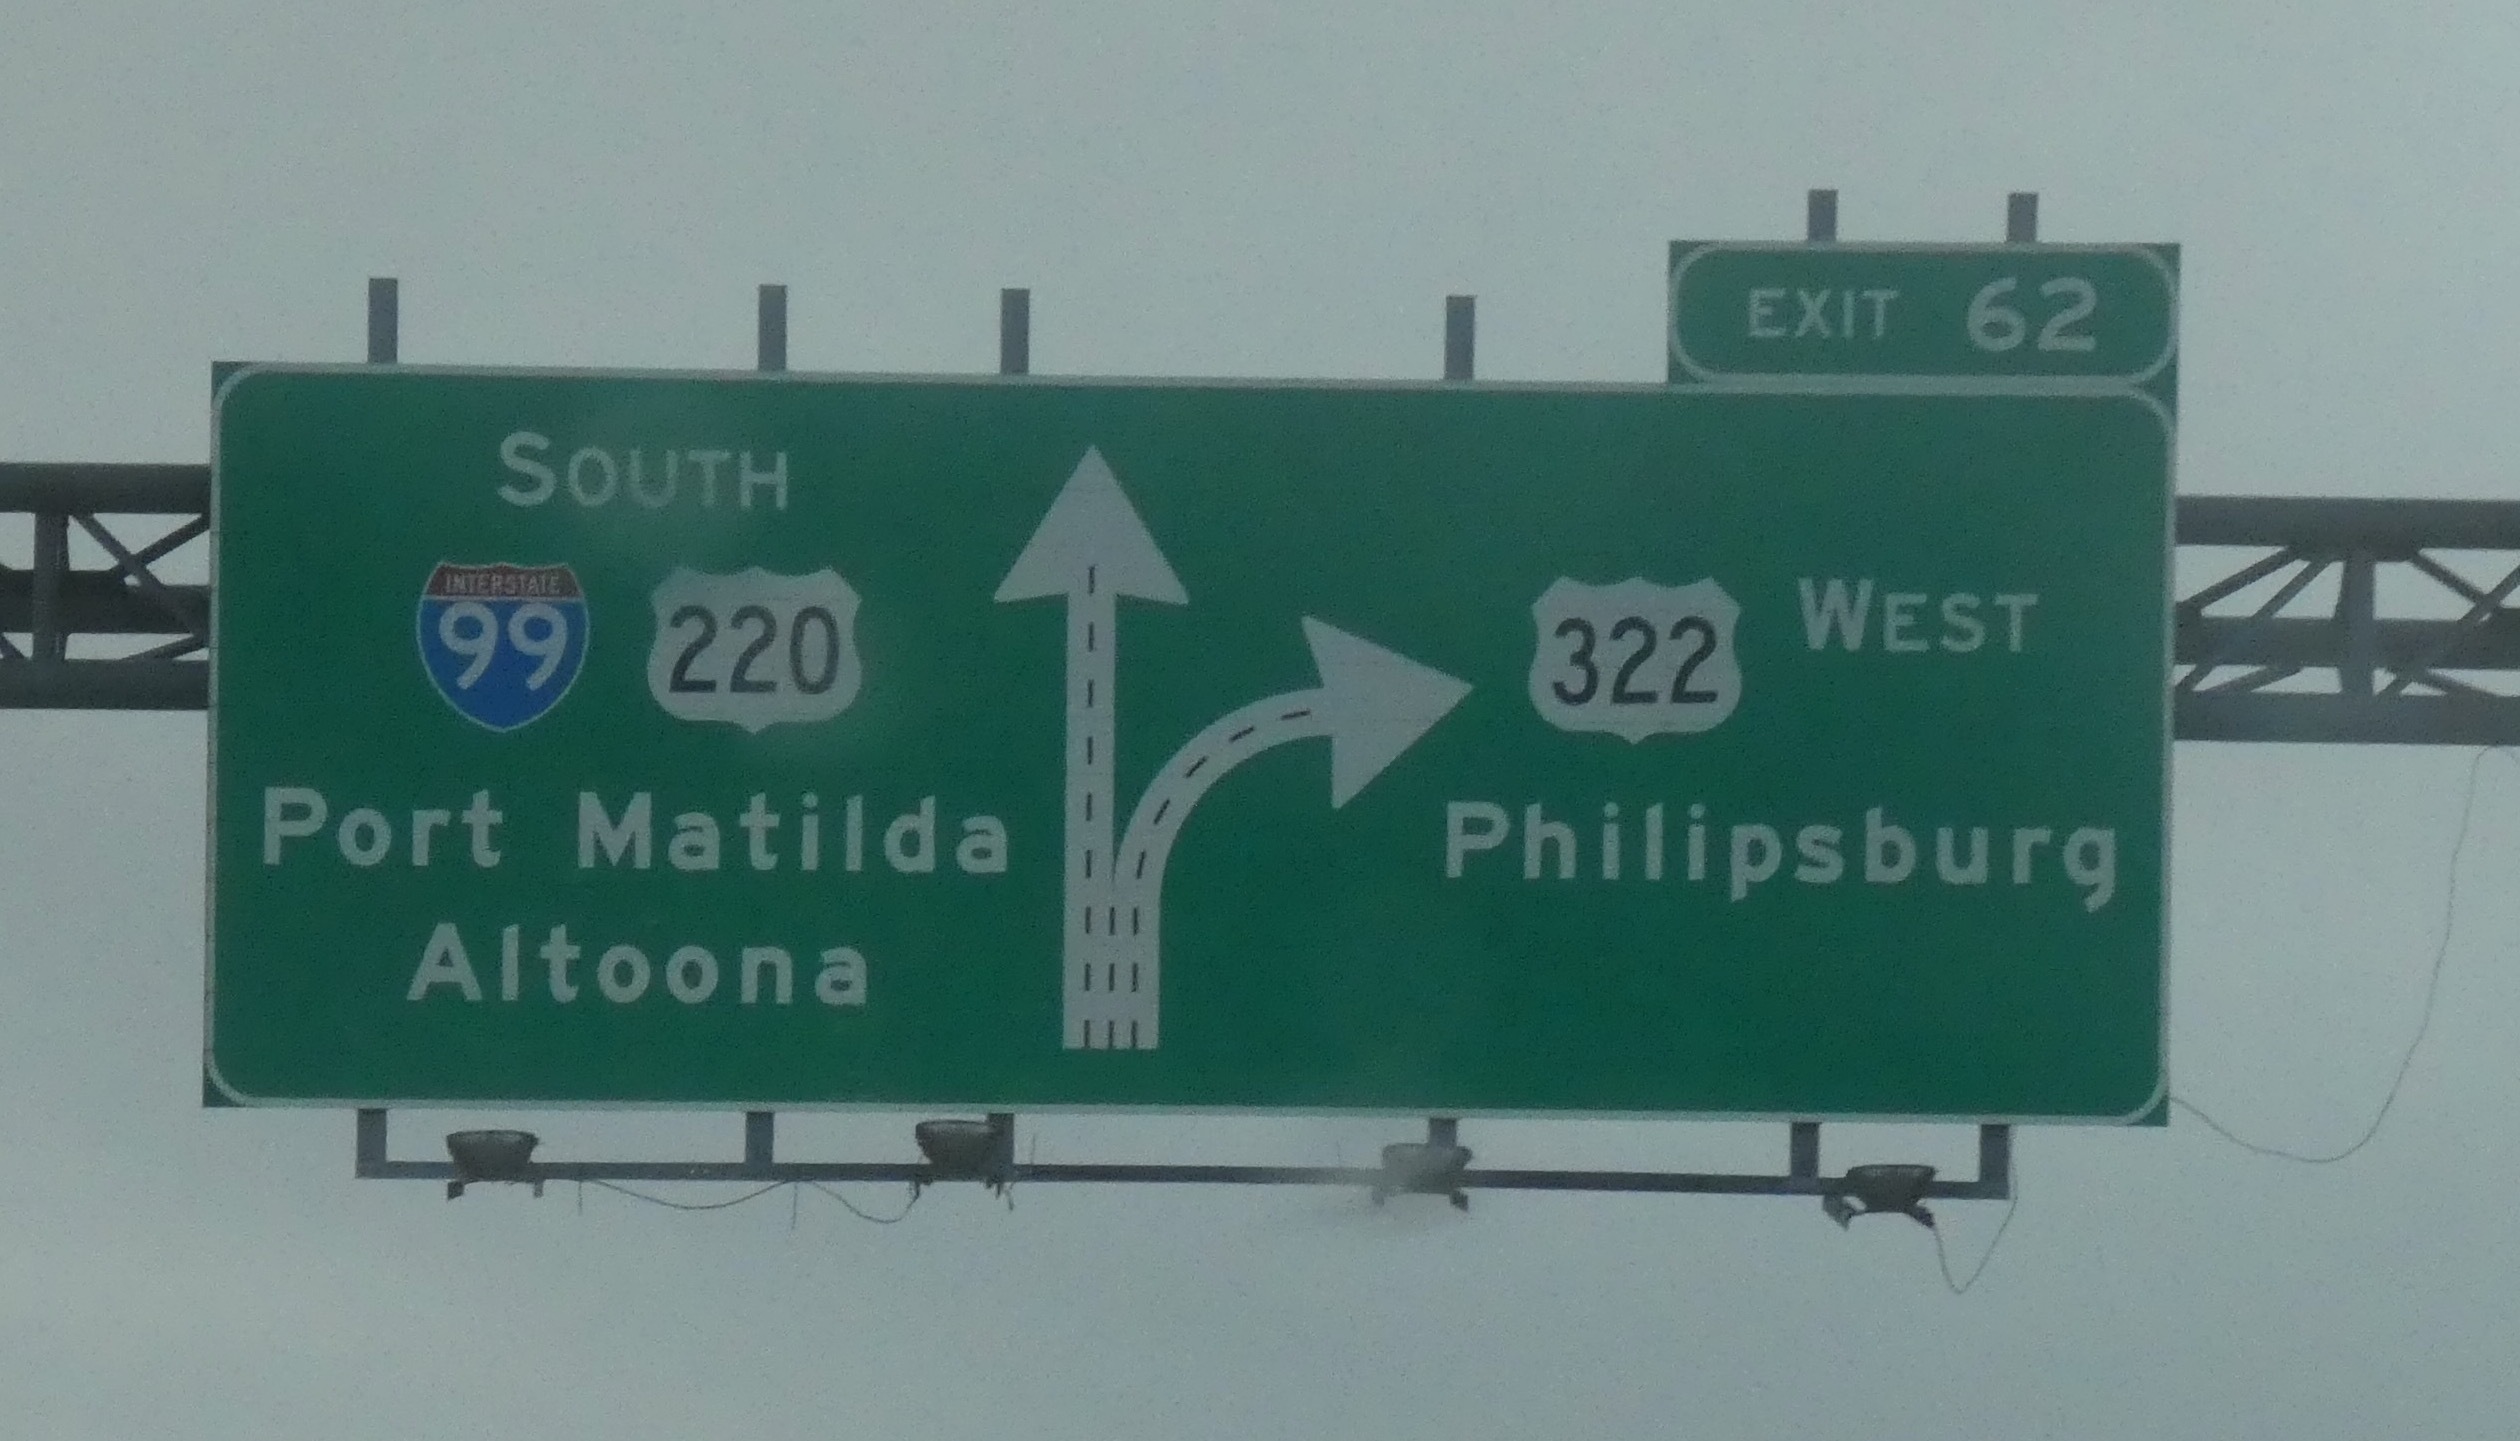 EXIT 62
SOUTH
INTERSTATE
99 220
Port Matilda
Altoona
322 WEST
Philipsburg